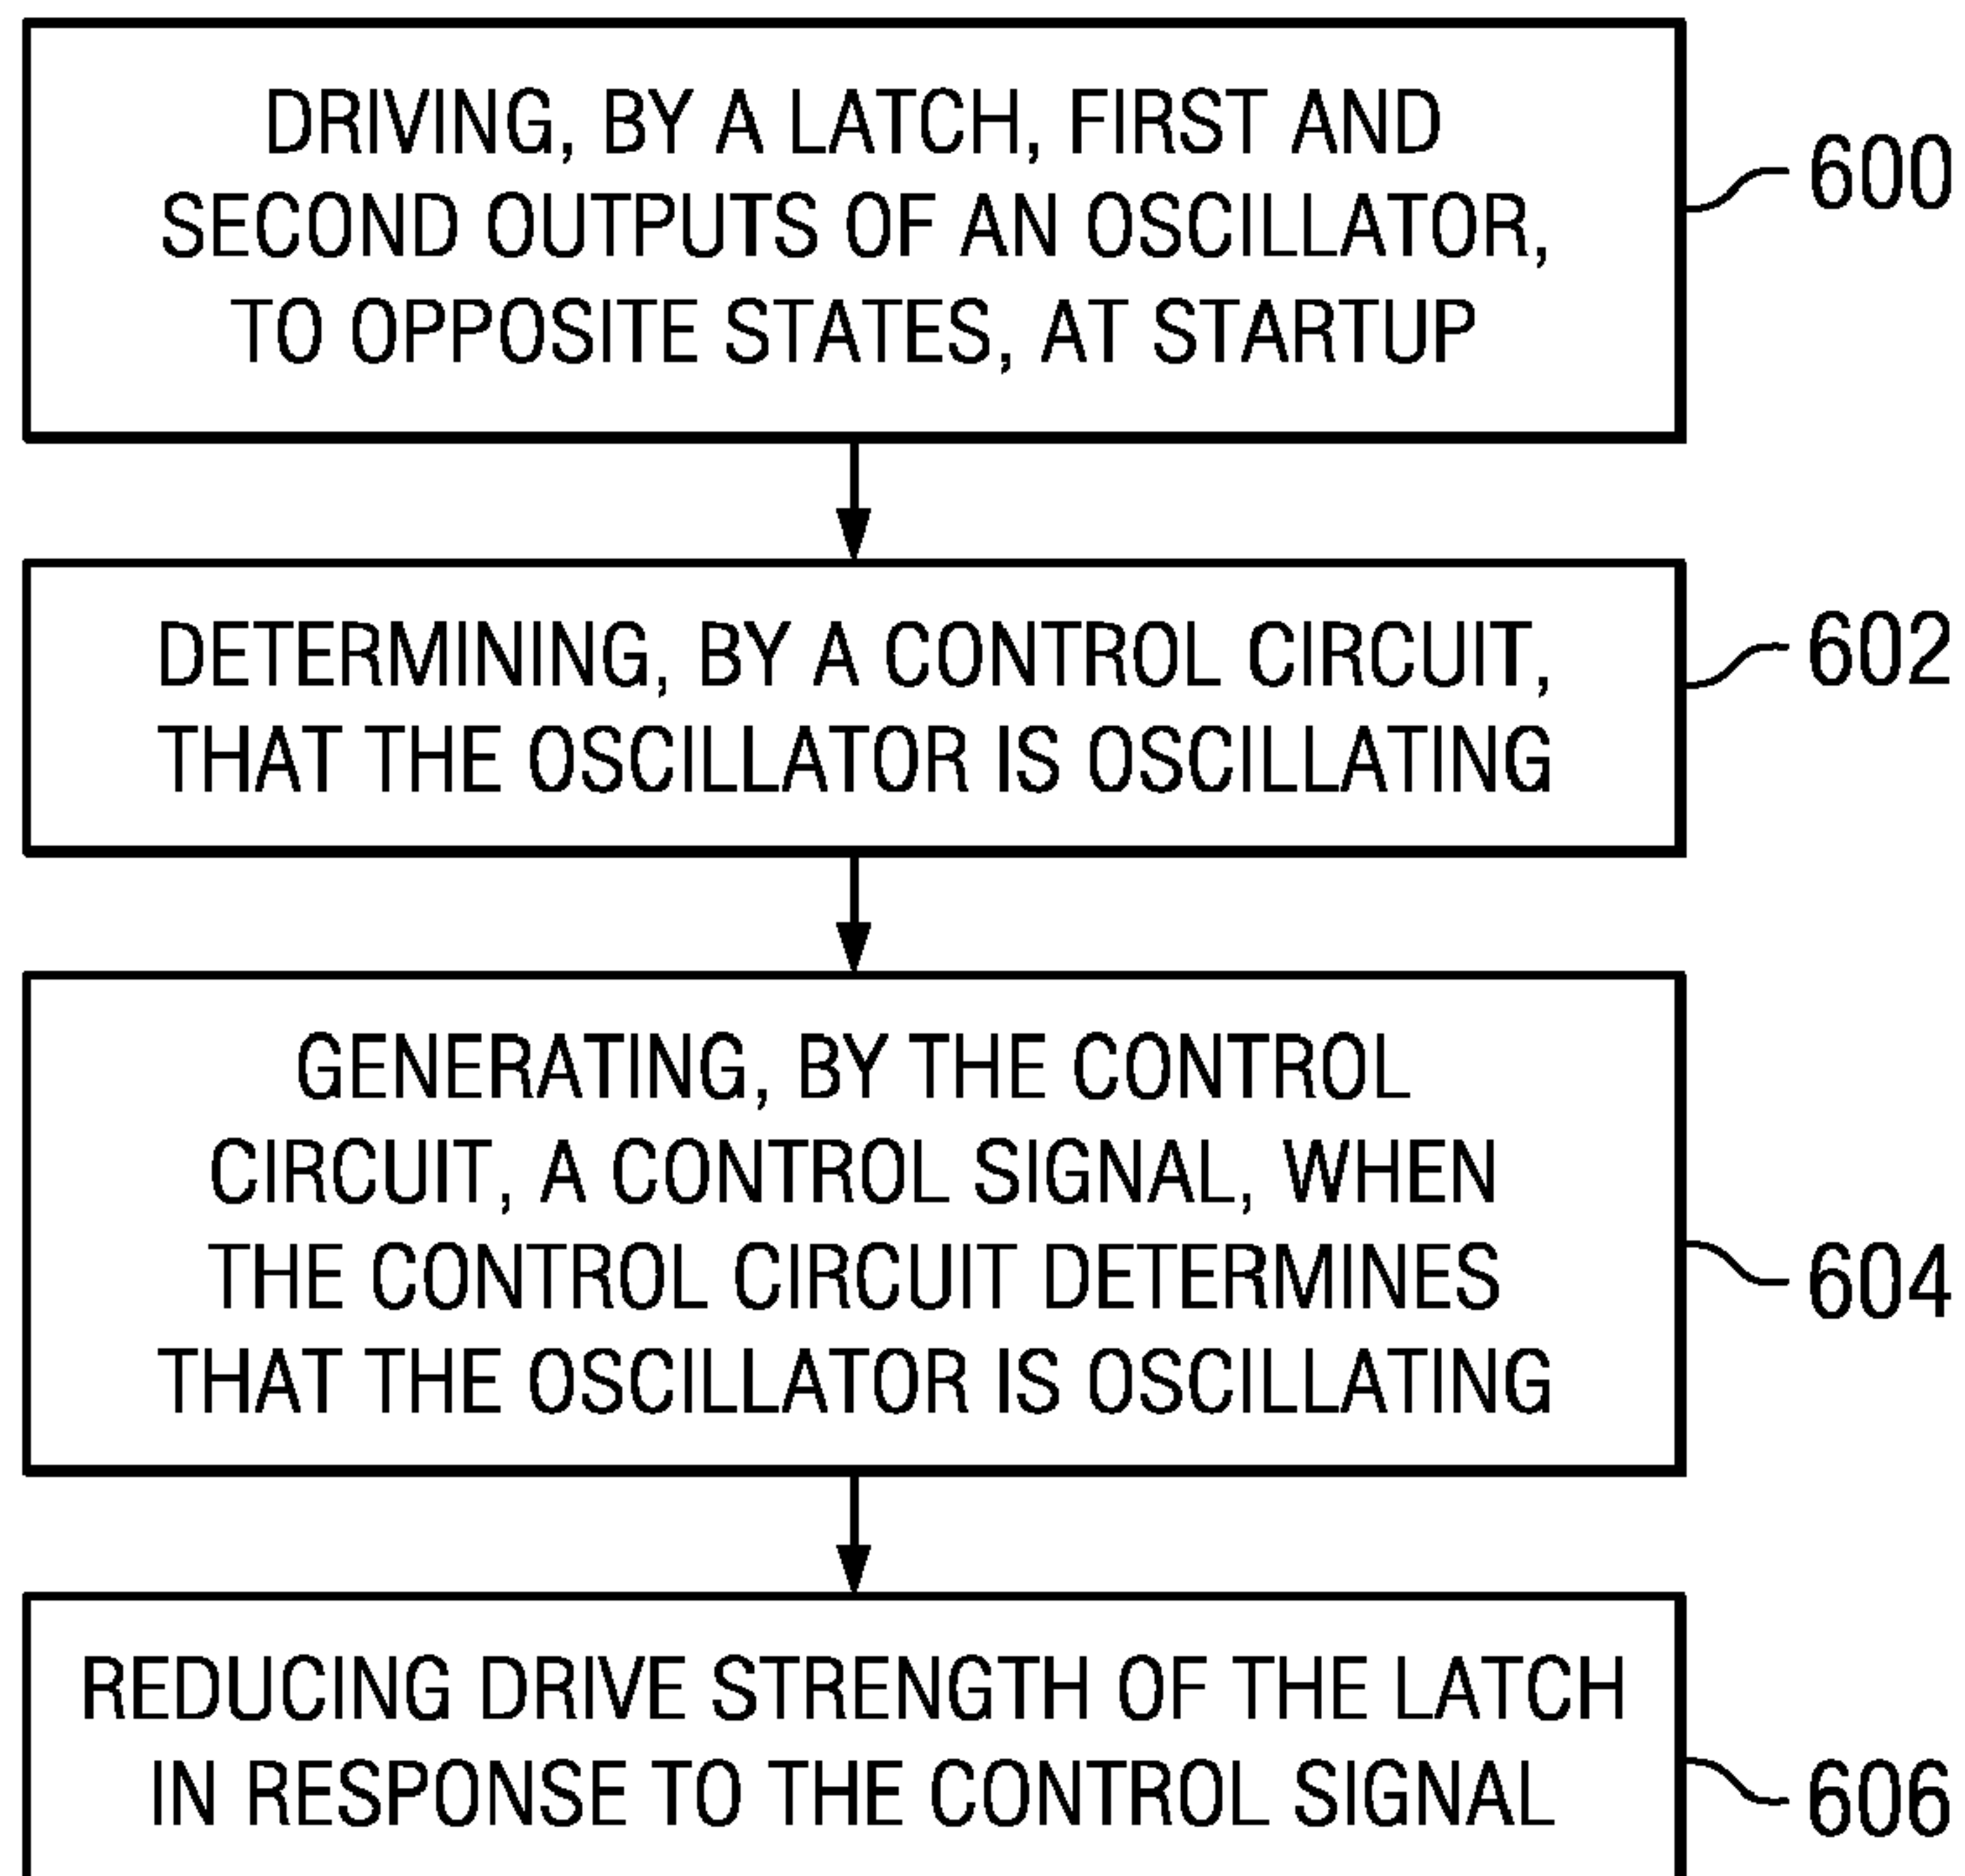 DRIVING, BY A LATCH, FIRST AND
SECOND OUTPUTS OF AN OSCILLATOR,
TO OPPOSITE STATES, AT STARTUP
600
DETERMINING, BY A CONTROL CIRCUIT,
THAT THE OSCILLATOR IS OSCILLATING
602
GENERATING, BY THE CONTROL
CIRCUIT, A CONTROL SIGNAL, WHEN
THE CONTROL CIRCUIT DETERMINES
THAT THE OSCILLATOR IS OSCILLATING
604
REDUCING DRIVE STRENGTH OF THE LATCH
IN RESPONSE TO THE CONTROL SIGNAL
606